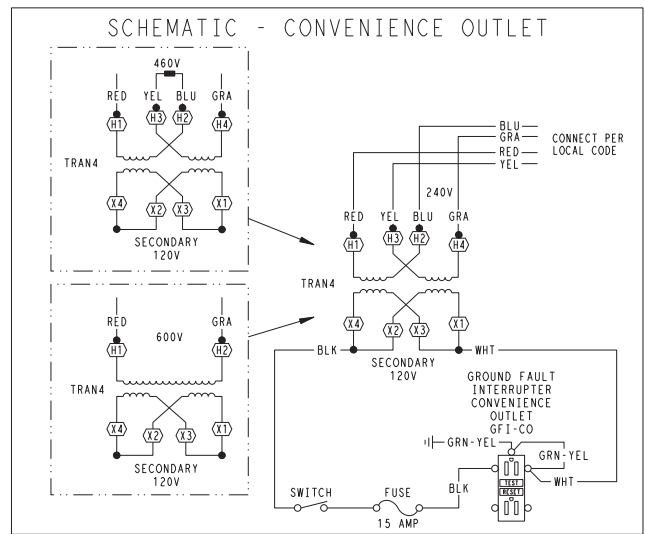 SCHEMATIC - CONVENIENCE OUTLET
460V
RED YEL BLU GRA
H1 H3 H2 H4
TRAN4
X4 X2 X3 X1
SECONDARY
120V
RED GRA
600V
H1 H2
TRAN4
X4 X2 X3 X1
SECONDARY
120V
BLU
GRA
RED
YEL
CONNECT PER
LOCAL CODE
240V
RED YEL BLU GRA
H1 H3 H2 H4
TRAN4
X4 X2 X3 X1
BLK
WHT
SECONDARY
120V
GROUND FAULT
INTERRUPTER
CONVENIENCE
OUTLET
GFI-CO
GRN-YEL
GRN-YEL
WHT
BLK
TEST
RESET
SWITCH
FUSE
15 AMP